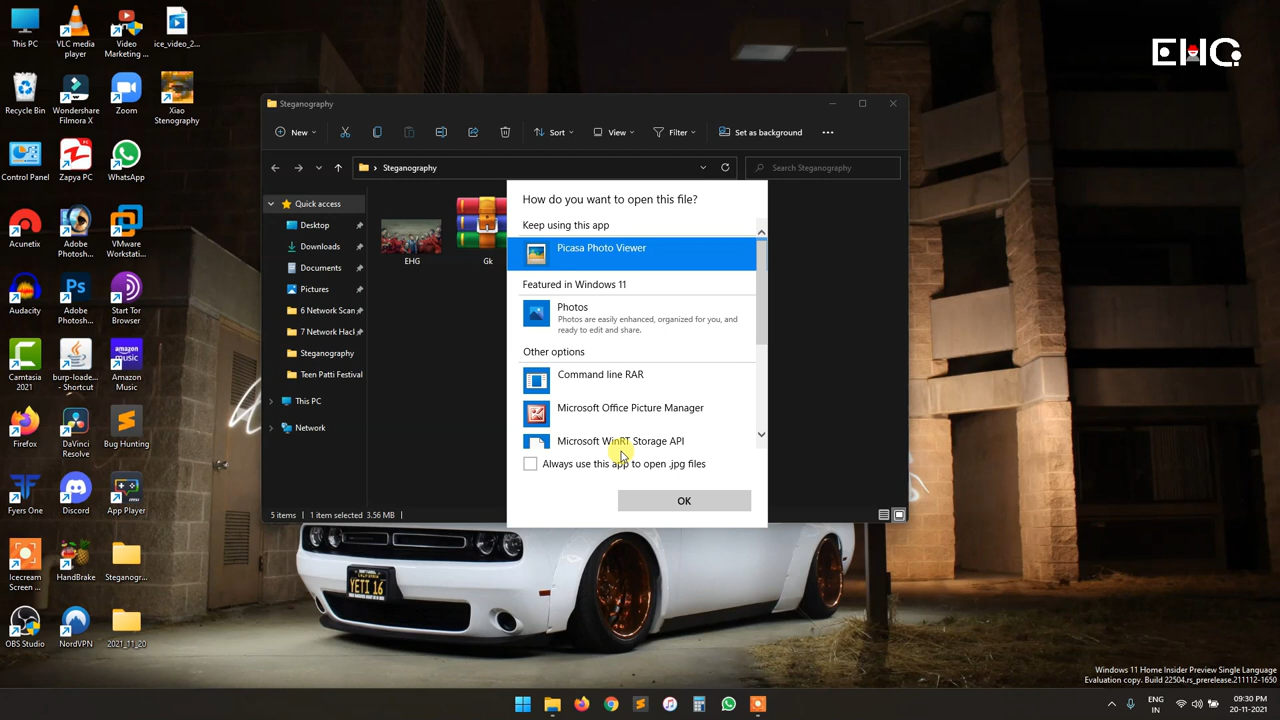 This PC
VLC media
player
Video
Marketing ...
ice_video_2...
EHG
Recycle Bin
Wondershare
Filmora X
Zoom
Xiao
Stenography
Control Panel
Zapya PC
WhatsApp
Acunetix
Adobe
Photosh...
VMware
Workstati...
Audacity
Adobe
Photosh...
Start Tor
Browser
Camtasia
2021
burp-loade...
- Shortcut
Amazon
Music
Firefox
DaVinci
Resolve
Bug Hunting
Fyers One
Discord
App Player
Icecream
Screen ...
HandBrake
Steganogr...
OBS Studio
NordVPN
2021_11_20
Steganography
New
Sort
View
Filter
Set as background
Steganography
Search Steganography
Quick access
Desktop
Downloads
Documents
Pictures
6 Network Scan
7 Network Hacl
Steganography
Teen Patti Festival
This PC
Network
EHG
Gk
5 items
1 item selected 3.56 MB
How do you want to open this file?
Keep using this app
Picasa Photo Viewer
Featured in Windows 11
Photos
Photos are easily enhanced, organized for you, and
ready to edit and share.
Other options
Command line RAR
Microsoft Office Picture Manager
Microsoft WinRT Storage API
Always use this app to open .jpg files
OK
YETI 16
Windows 11 Home Insider Preview Single Language
Evaluation copy. Build 22504.rs_prerelease.211112-1650
ENG
IN
09:30 PM
20-11-2021